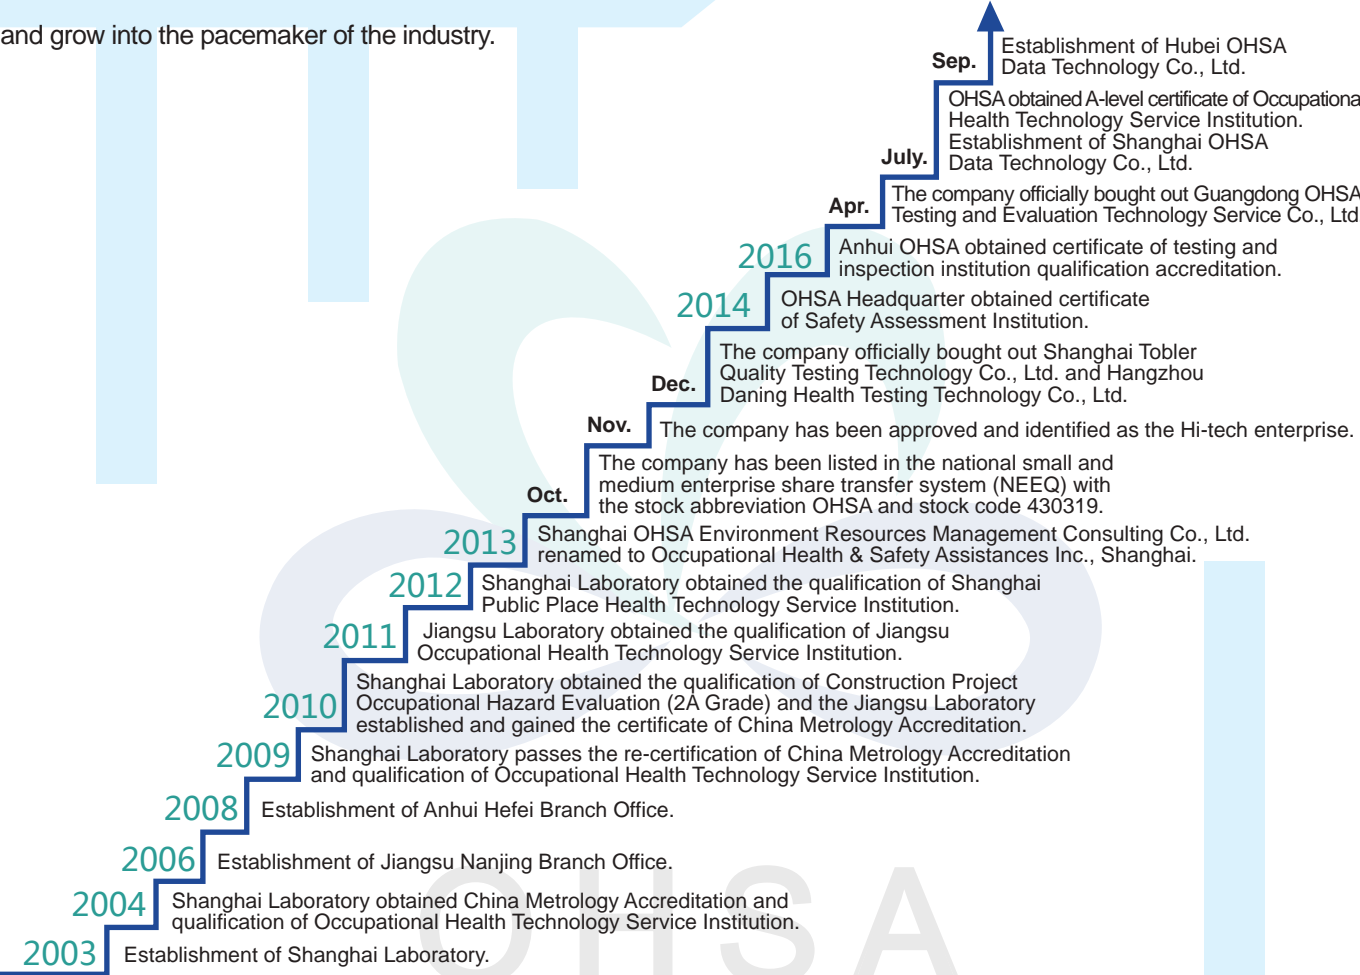 and grow into the pacemaker of the industry.
Sep.
Establishment of Hubei OHSA
Data Technology Co., Ltd.
July.
OHSA obtained A-level certificate of Occupationa
Health Technology Service Institution.
Establishment of Shanghai OHSA
Data Technology Co., Ltd.
Apr.
The company officially bought out Guangdong OHSA
Testing and Evaluation Technology Service Co., Ltd
2016
Anhui OHSA obtained certificate of testing and
inspection institution qualification accreditation.
2014
OHSA Headquarter obtained certificate
of Safety Assessment Institution.
Dec.
The company officially bought out Shanghai Tobler
Quality Testing Technology Co., Ltd. and Hangzhou
Daning Health Testing Technology Co., Ltd.
Nov.
The company has been approved and identified as the Hi-tech enterprise.
Oct.
The company has been listed in the national small and
medium enterprise share transfer system (NEEQ) with
the stock abbreviation OHSA and stock code 430319.
2013
Shanghai OHSA Environment Resources Management Consulting Co., Ltd.
renamed to Occupational Health & Safety Assistances Inc., Shanghai.
2012
Shanghai Laboratory obtained the qualification of Shanghai
Public Place Health Technology Service Institution.
2011
Jiangsu Laboratory obtained the qualification of Jiangsu
Occupational Health Technology Service Institution.
2010
Shanghai Laboratory obtained the qualification of Construction Project
Occupational Hazard Evaluation (2A Grade) and the Jiangsu Laboratory
established and gained the certificate of China Metrology Accreditation.
2009
Shanghai Laboratory passes the re-certification of China Metrology Accreditation
and qualification of Occupational Health Technology Service Institution.
2008
Establishment of Anhui Hefei Branch Office.
2006
Establishment of Jiangsu Nanjing Branch Office.
2004
Shanghai Laboratory obtained China Metrology Accreditation and
qualification of Occupational Health Technology Service Institution.
2003
Establishment of Shanghai Laboratory.
OHSA